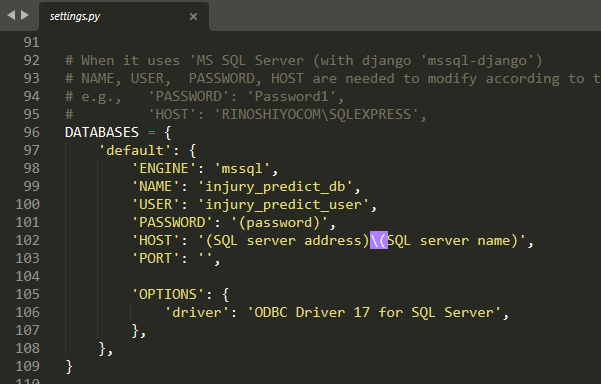 settings.py ×
91
92 # When it uses 'MS SQL Server (with django 'mssql-django')
93 # NAME, USER,  PASSWORD, HOST are needed to modify according to t
94 # e.g.,   'PASSWORD': 'Password1',
95 #         'HOST': 'RINOSHIYOCOM\SQLEXPRESS',
96 DATABASES = {
97     'default': {
98         'ENGINE': 'mssql',
99         'NAME': 'injury_predict_db',
100         'USER': 'injury_predict_user',
101         'PASSWORD': '(password)',
102         'HOST': '(SQL server address)\(SQL server name)',
103         'PORT': '',
104
105         'OPTIONS': {
106             'driver': 'ODBC Driver 17 for SQL Server',
107         },
108     },
109 }
110